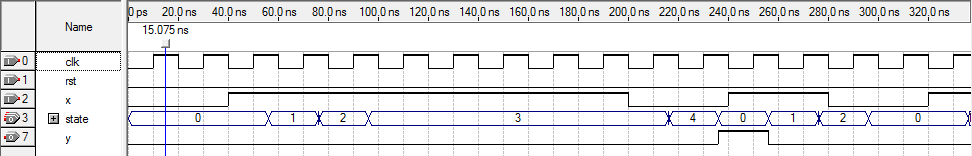 Name
0 ps 20.0 ns 40.0 ns 60.0 ns 80.0 ns 100.0 ns 120.0 ns 140.0 ns 160.0 ns 180.0 ns 200.0 ns 220.0 ns 240.0 ns 260.0 ns 280.0 ns 300.0 ns 320.0 ns
15.075 ns
0 clk
1 rst
2 x
3 state 0 1 2 3 4 0 1 2 0
7 y